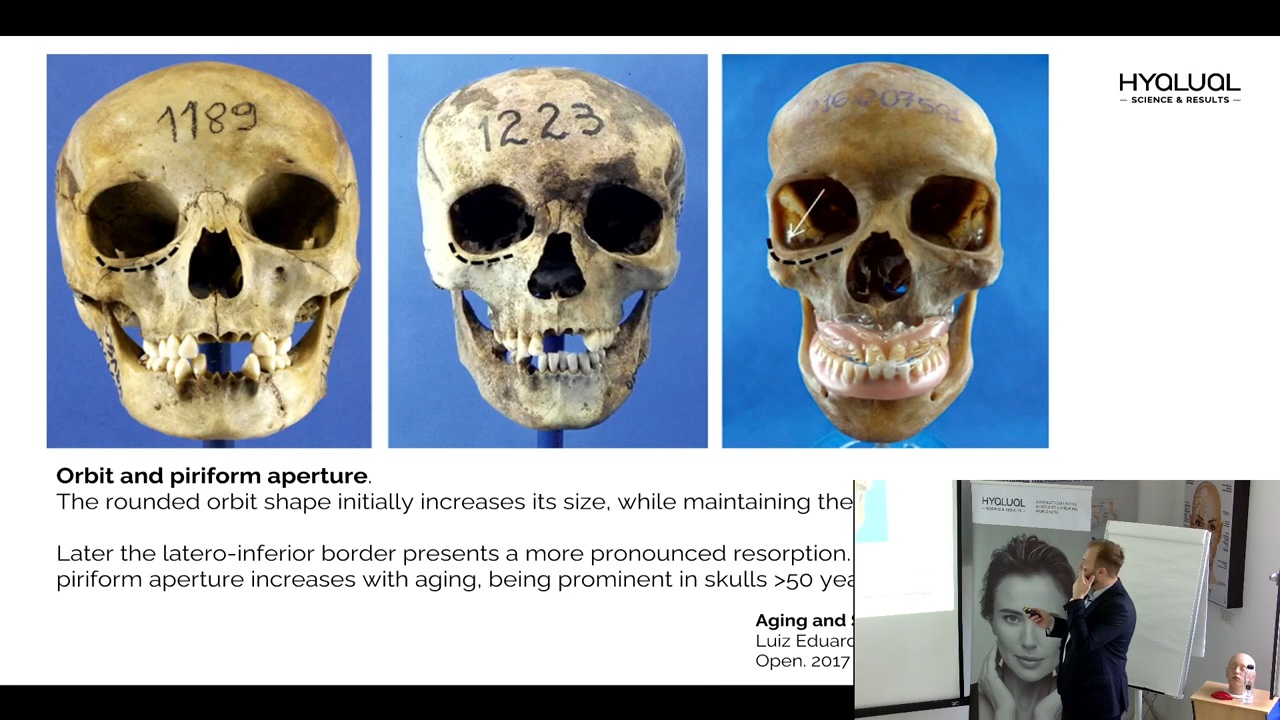 1189
1223
HYALUAL
— SCIENCE & RESULTS —
Orbit and piriform aperture.
The rounded orbit shape initially increases its size, while maintaining the
Later the latero-inferior border presents a more pronounced resorption.
piriform aperture increases with aging, being prominent in skulls >50
Aging and
Luiz
Open. 2017
HYALUAL